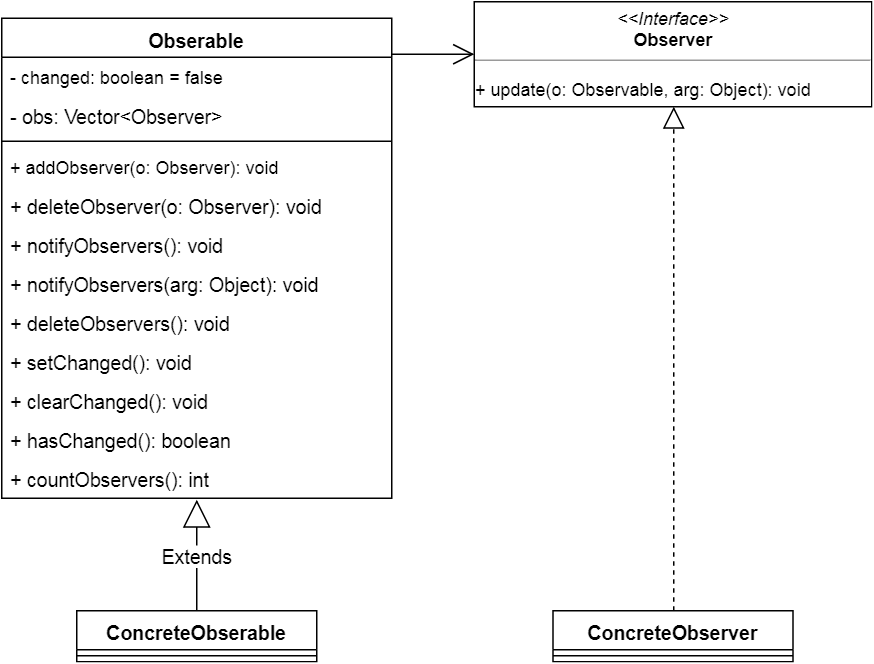 Obserable
- changed: boolean = false
- obs: Vector<Observer>
+ addObserver(o: Observer): void
+ deleteObserver(o: Observer): void
+ notifyObservers(): void
+ notifyObservers(arg: Object): void
+ deleteObservers(): void
+ setChanged(): void
+ clearChanged(): void
+ hasChanged(): boolean
+ countObservers(): int
<<Interface>>
Observer
+ update(o: Observable, arg: Object): void
Extends
ConcreteObserable
ConcreteObserver